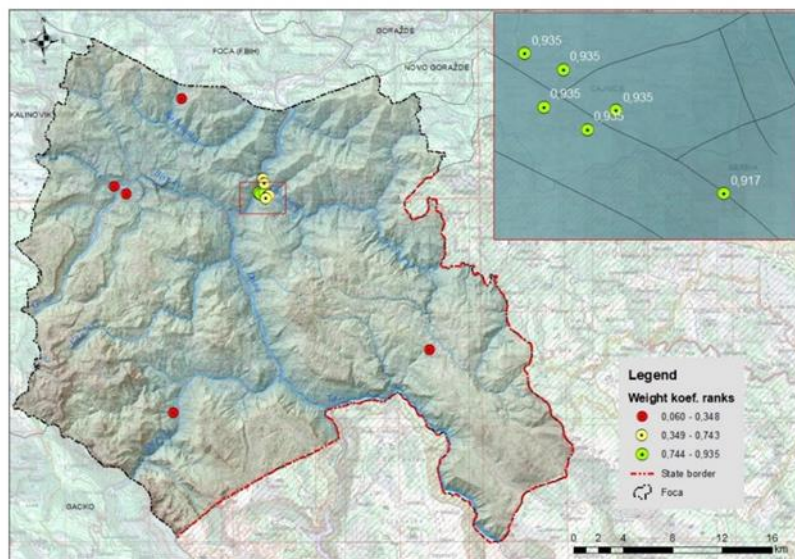 GORAŽDE
FOCA (FBIH)
NOVO GORAŽDE
KALINOVIK
GACKO
0,935
0,935
0,935
0,935
0,935
0,917
Legend
Weight koef. ranks
0,060 - 0,348
0,349 - 0,743
0,744 - 0,935
State border
Foca
0 2 4 8 12 16
km